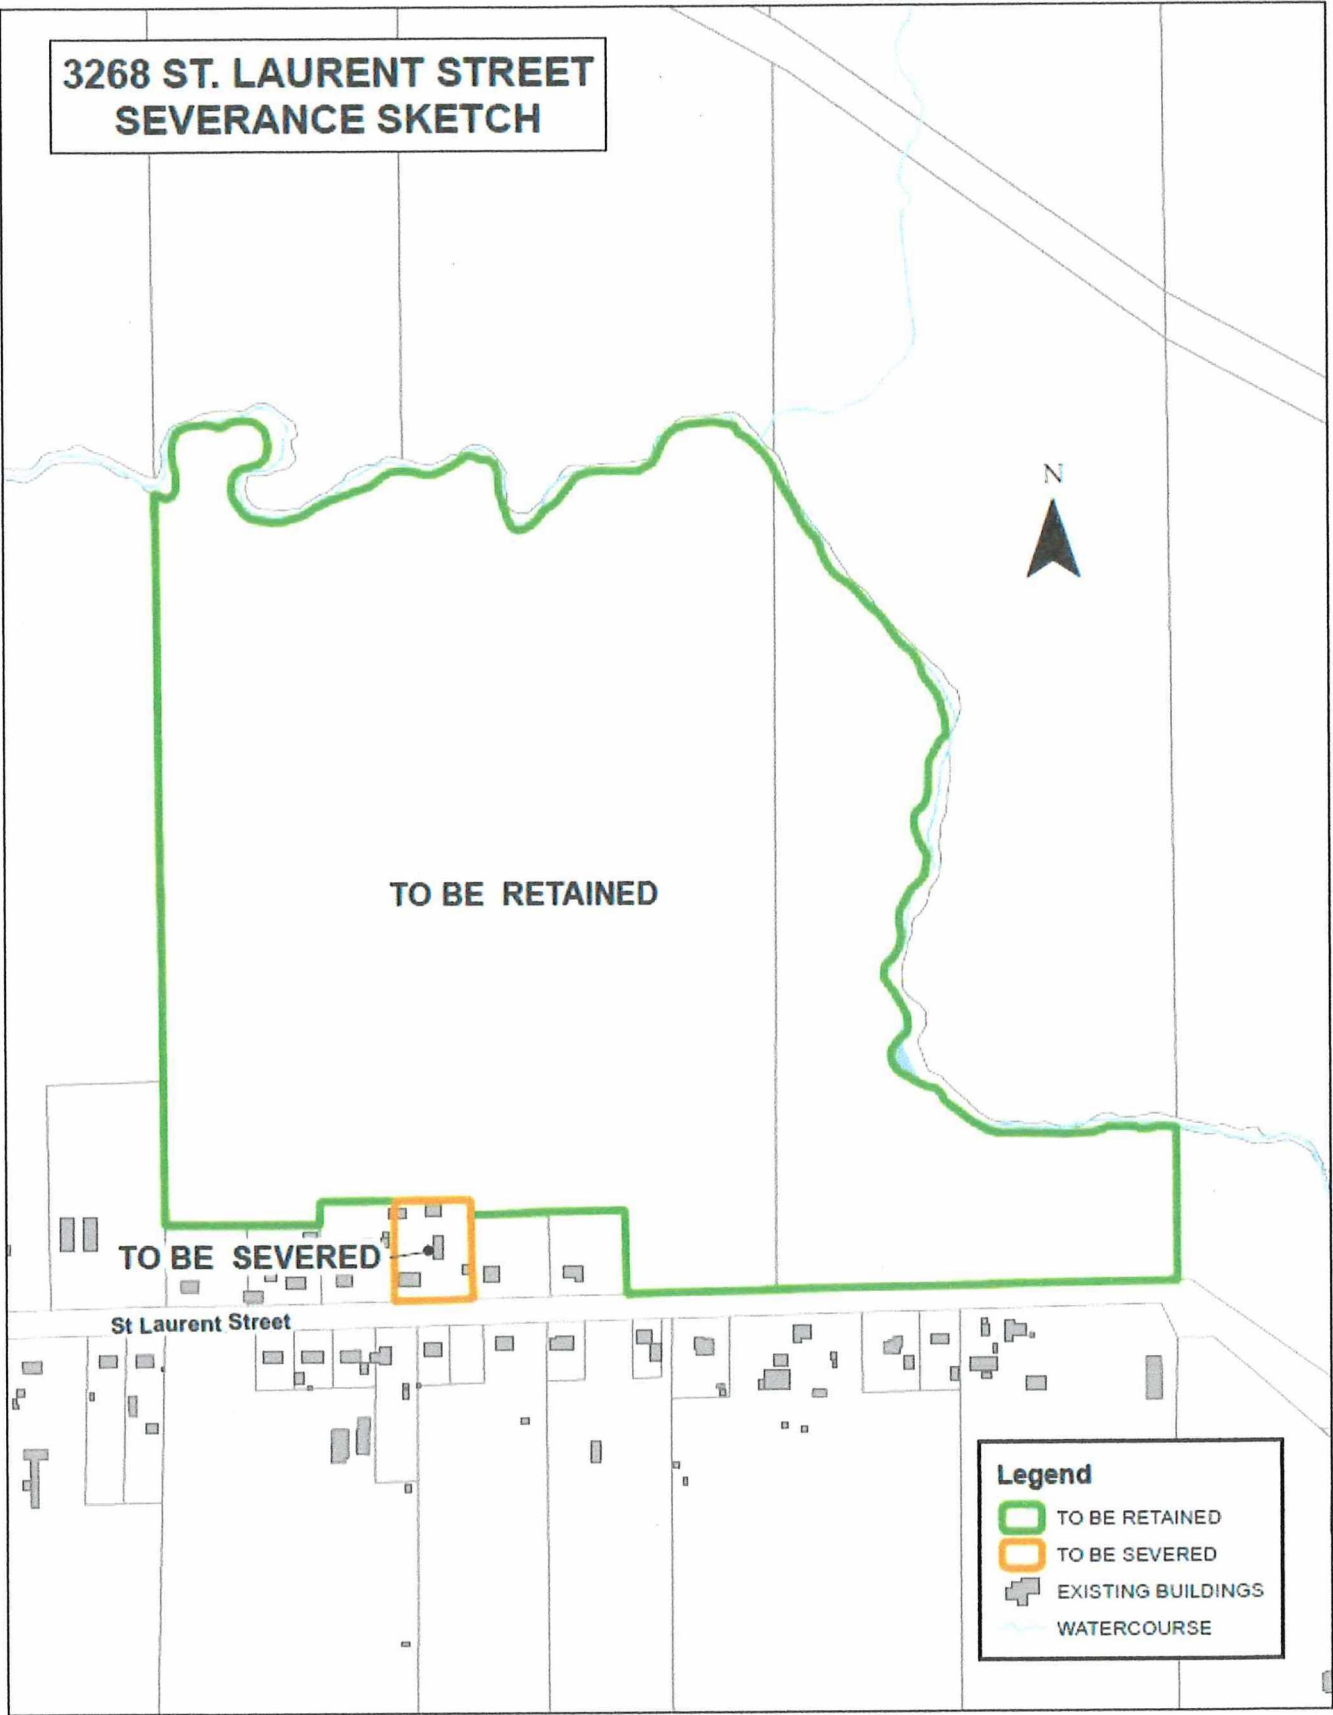 3268 ST. LAURENT STREET
SEVERANCE SKETCH
N
TO BE RETAINED
TO BE SEVERED
St Laurent Street
Legend
TO BE RETAINED
TO BE SEVERED
EXISTING BUILDINGS
WATERCOURSE